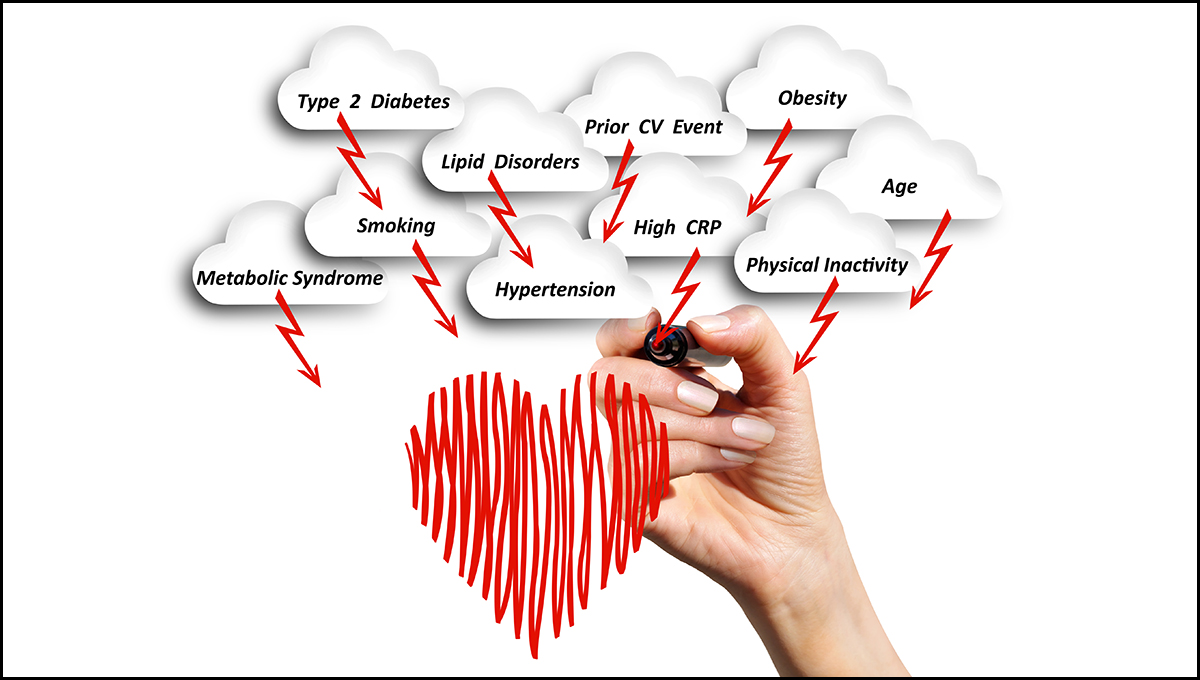 Type 2 Diabetes
Prior CV Event
Obesity
Lipid Disorders
Age
Smoking
High CRP
Metabolic Syndrome
Hypertension
Physical Inactivity